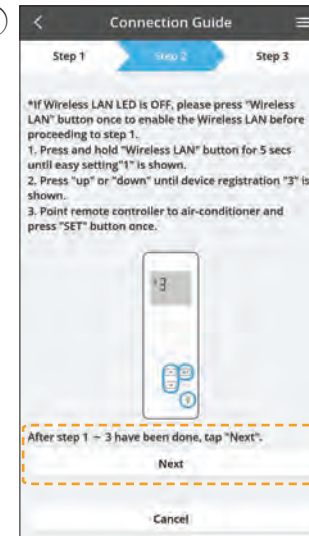 Connection Guide
Step 1 Step 2 Step 3
*If Wireless LAN LED is OFF, please press "Wireless
LAN" button once to enable the Wireless LAN before
proceeding to step 1.
1. Press and hold "Wireless LAN" button for 5 secs
until easy setting"1" is shown.
2. Press "up" or "down" until device registration "3" is
shown.
3. Point remote controller to air-conditioner and
press "SET" button once.
3
After step 1 ~ 3 have been done, tap "Next".
Next
Cancel